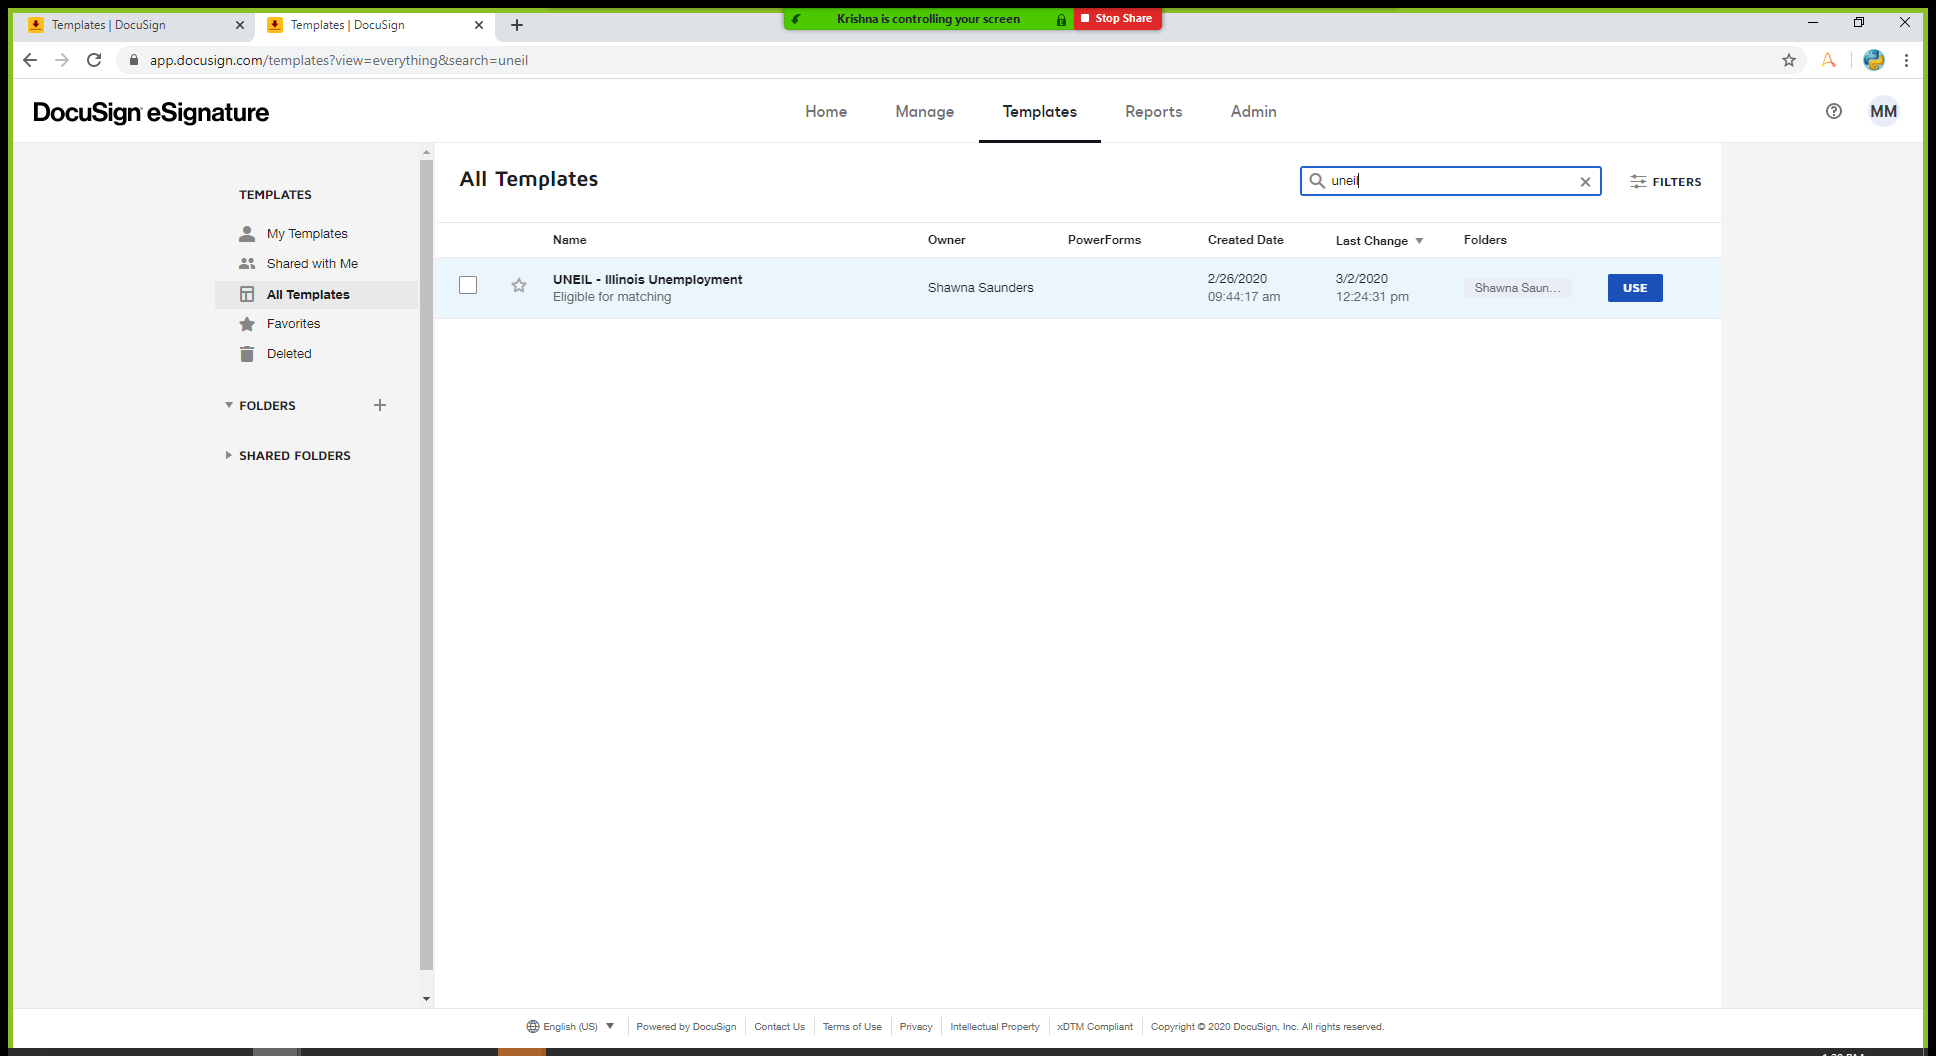 Templates | DocuSign
Templates | DocuSign
Krishna is controlling your screen
Stop Share
app.docusign.com/templates?view=everything&search=uneil
DocuSign eSignature
Home
Manage
Templates
Reports
Admin
MM
TEMPLATES
My Templates
Shared with Me
All Templates
Favorites
Deleted
FOLDERS
SHARED FOLDERS
All Templates
uneil
FILTERS
Name
Owner
PowerForms
Created Date
Last Change
Folders
UNEIL - Illinois Unemployment
Eligible for matching
Shawna Saunders
2/26/2020
09:44:17 am
3/2/2020
12:24:31 pm
Shawna Saun...
USE
English (US)
Powered by DocuSign
Contact Us
Terms of Use
Privacy
Intellectual Property
xDTM Compliant
Copyright © 2020 DocuSign, Inc. All rights reserved.